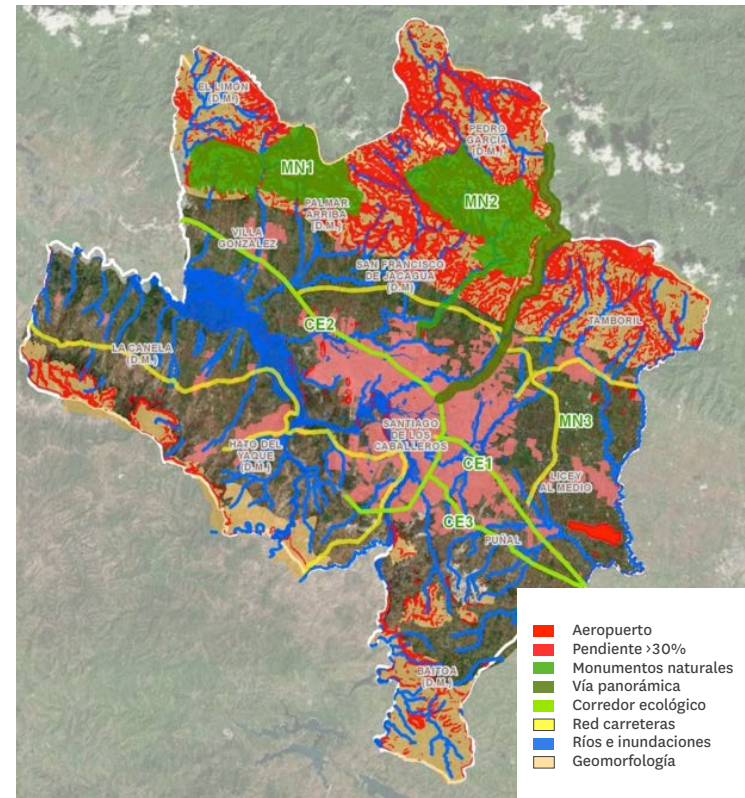 EL LIMÓN
(D.M.)
PEDRO
GARCÍA
(D.M.)
MN1
MN2
PALMAR
ARRIBA
(D.M.)
VILLA
GONZALEZ
SAN FRANCISCO
DE JACAGUA
(D.M)
CE2
TAMBORIL
LA CANELA
(D.M.)
MN3
SANTIAGO
DE LOS
CABALLEROS
HATO DEL
YAQUE
(D.M.)
CE1
LICEY
AL MEDIO
CE3
PUÑAL
BAITOA
(D.M.)
Aeropuerto
Pendiente >30%
Monumentos naturales
Vía panorámica
Corredor ecológico
Red carreteras
Ríos e inundaciones
Geomorfología